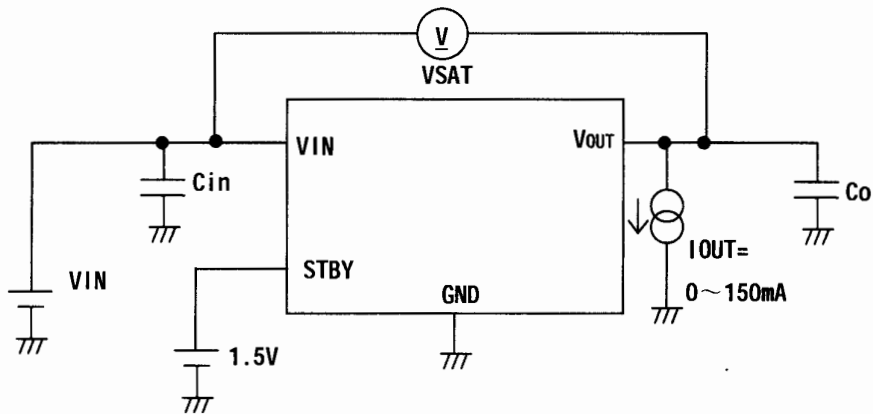 V
VSAT
VIN
VOUT
Cin
Co
STBY
IOUT=
VIN
GND
0~150mA
1.5V